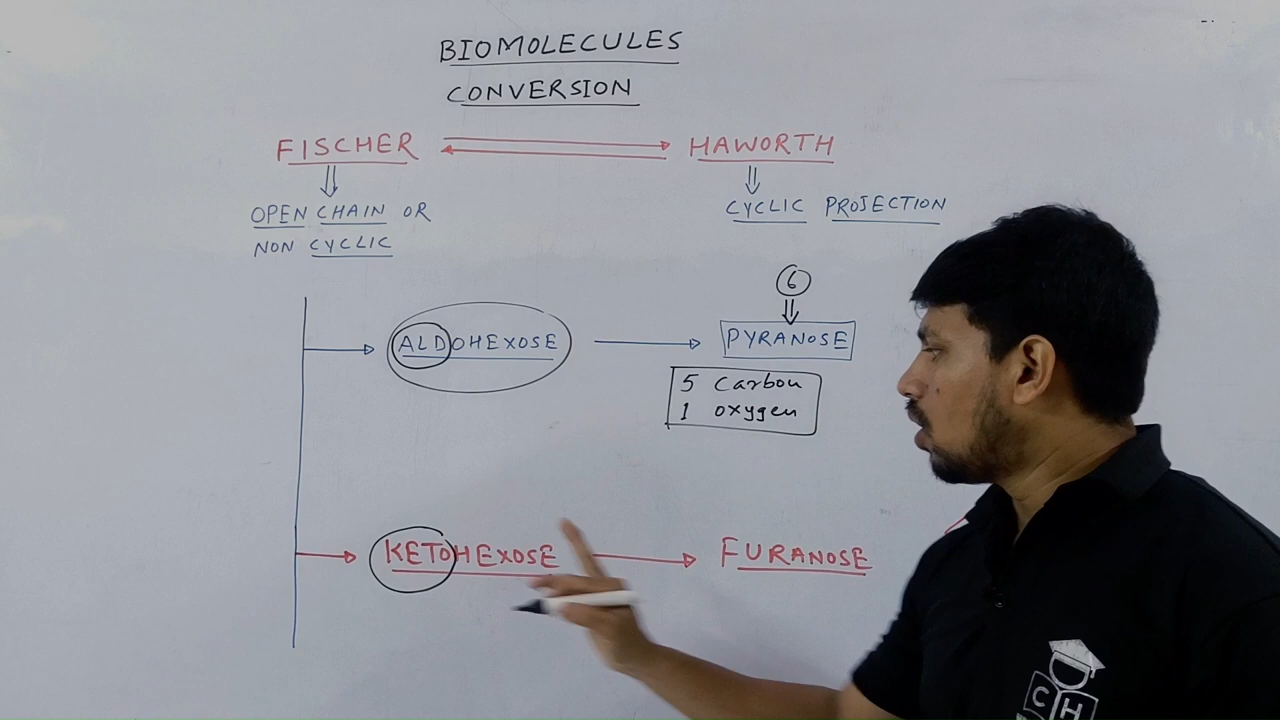 BIOMOLECULES
CONVERSION
FISCHER HAWORTH
OPEN CHAIN OR
NON CYCLIC
CYCLIC PROJECTION
6
ALDOHEXOSE PYRANOSE
5 Carbon
1 oxygen
KETOHEXOSE FURANOSE
C H